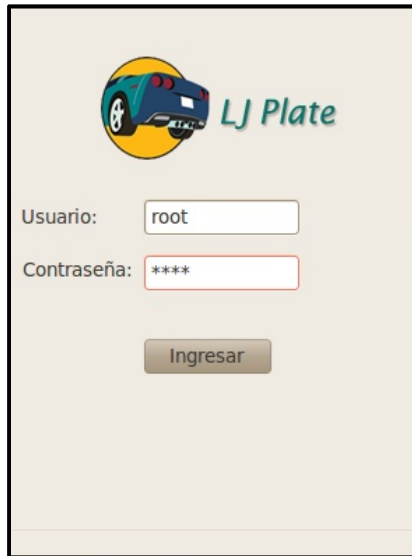 LJ Plate
Usuario: root
Contraseña: ****
Ingresar